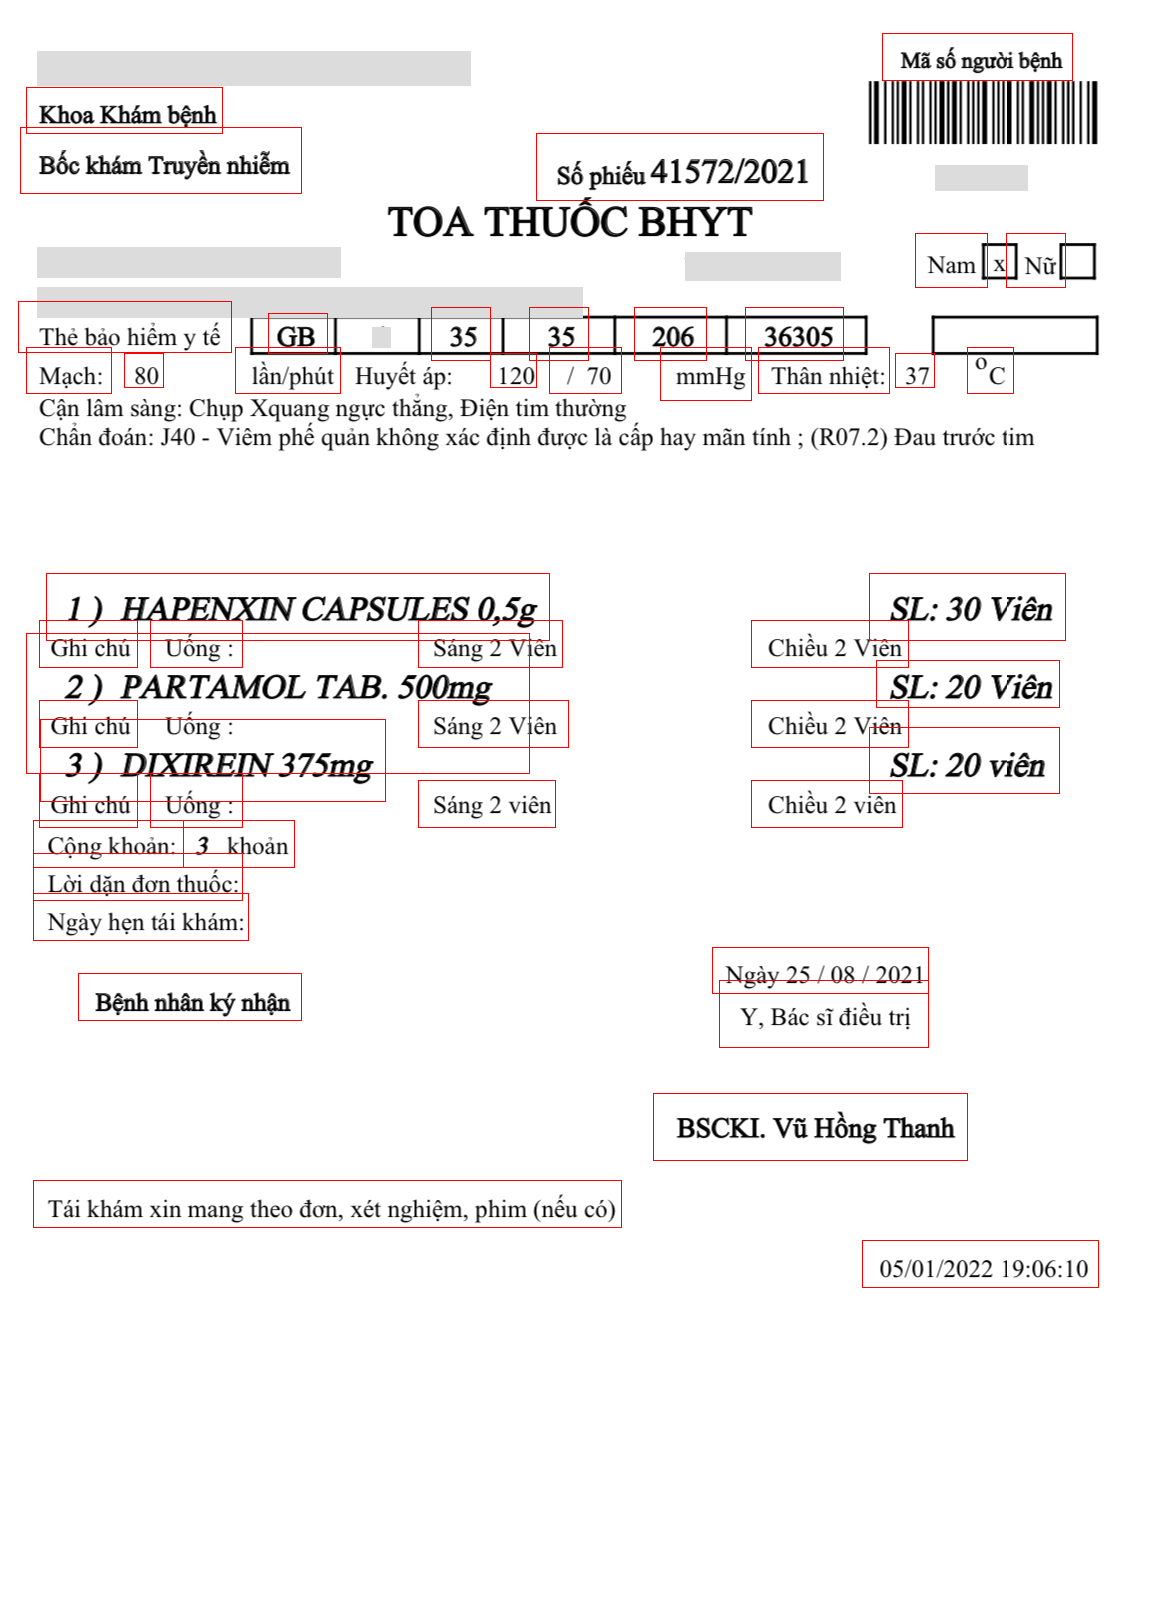 Mã số người bệnh
Khoa Khám bệnh
Bốc khám Truyền nhiễm
Số phiếu 41572/2021
TOA THUỐC BHYT
Nam x Nữ
Thẻ bảo hiểm y tế GB 35 35 206 36305
Mạch: 80 lần/phút Huyết áp: 120 / 70 mmHg Thân nhiệt: 37 °C
Cận lâm sàng: Chụp Xquang ngực thẳng, Điện tim thường
Chẩn đoán: J40 - Viêm phế quản không xác định được là cấp hay mãn tính ; (R07.2) Đau trước tim
1 ) HAPENXIN CAPSULES 0,5g SL: 30 Viên
Ghi chú Uống : Sáng 2 Viên Chiều 2 Viên
2 ) PARTAMOL TAB. 500mg SL: 20 Viên
Ghi chú Uống : Sáng 2 Viên Chiều 2 Viên
3 ) DIXIREIN 375mg SL: 20 viên
Ghi chú Uống : Sáng 2 viên Chiều 2 viên
Cộng khoản: 3 khoản
Lời dặn đơn thuốc:
Ngày hẹn tái khám:
Ngày 25 / 08 / 2021
Bệnh nhân ký nhận
Y, Bác sĩ điều trị
BSCKI. Vũ Hồng Thanh
Tái khám xin mang theo đơn, xét nghiệm, phim (nếu có)
05/01/2022 19:06:10